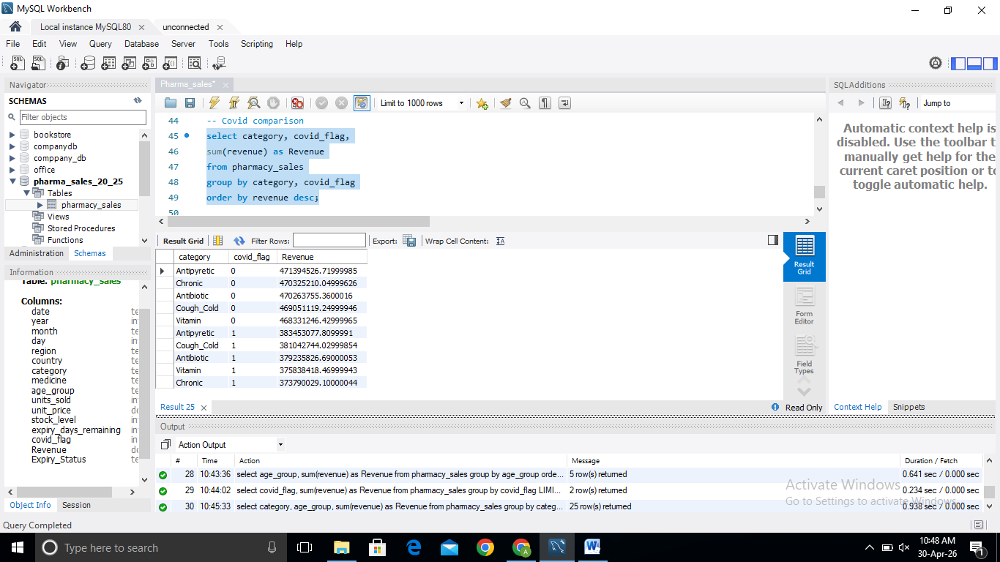 MySQL Workbench
Local instance MySQL80
unconnected
File Edit View Query Database Server Tools Scripting Help
Navigator
SCHEMAS
Filter objects
bookstore
companydb
comppany_db
office
pharma_sales_20_25
Tables
pharmacy_sales
Views
Stored Procedures
Functions
Administration Schemas
Information
Table: pharmacy_sales
Columns:
date te
year in
month te
day in
region te
country te
category te
medicine te
age_group te
units_sold in
unit_price do
stock_level in
expiry_days_remaining in
covid_flag in
Revenue do
Expiry_Status te
Object Info Session
Query Completed
Pharma_sales*
Limit to 1000 rows
44 -- Covid comparison
45 select category, covid_flag,
46 sum(revenue) as Revenue
47 from pharmacy_sales
48 group by category, covid_flag
49 order by revenue desc;
50
Result Grid Filter Rows: Export: Wrap Cell Content:
category covid_flag Revenue
Antipyretic 0 471394526.71999985
Chronic 0 470325210.04999626
Antibiotic 0 470263755.3600016
Cough_Cold 0 469051119.24999946
Vitamin 0 468331246.42999965
Antipyretic 1 383453077.8099991
Cough_Cold 1 381042744.02999854
Antibiotic 1 379235826.69000053
Vitamin 1 375838418.46999943
Chronic 1 373790029.10000044
Result Grid
Form Editor
Field Types
Result 25
Read Only
SQLAdditions
Jump to
Automatic context help is
disabled. Use the toolbar t
manually get help for the
current caret position or to
toggle automatic help.
Context Help Snippets
Output
Action Output
# Time Action Message Duration / Fetch
28 10:43:36 select age_group, sum(revenue) as Revenue from pharmacy_sales group by age_group orde... 5 row(s) returned 0.641 sec / 0.000 sec
29 10:44:02 select covid_flag, sum(revenue) as Revenue from pharmacy_sales group by covid_flag LIMI... 2 row(s) returned 0.234 sec / 0.000 sec
30 10:45:33 select category, age_group, sum(revenue) as Revenue from pharmacy_sales group by categ... 25 row(s) returned 0.938 sec / 0.000 sec
Activate Windows
Go to Settings to activate Windows.
Type here to search
10:48 AM
30-Apr-26